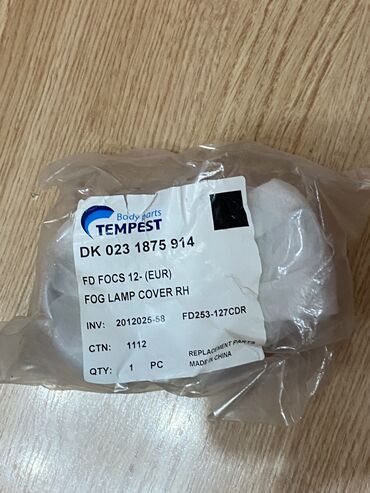 Body parts
TEMPEST
DK 023 1875 914
FD FOCS 12- (EUR)
FOG LAMP COVER RH
INV: 2012025-58 FD253-127CDR
CTN: 1112
REPLACEMENT PARTS
QTY: 1 PC MADE IN CHINA